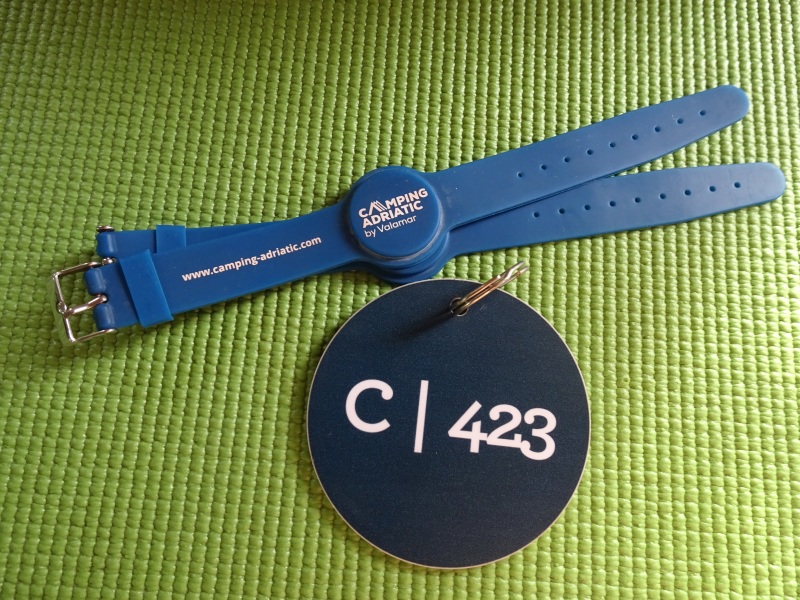 CAMPING
ADRIATIC
by Valamar
www.camping-adriatic.com
C | 423